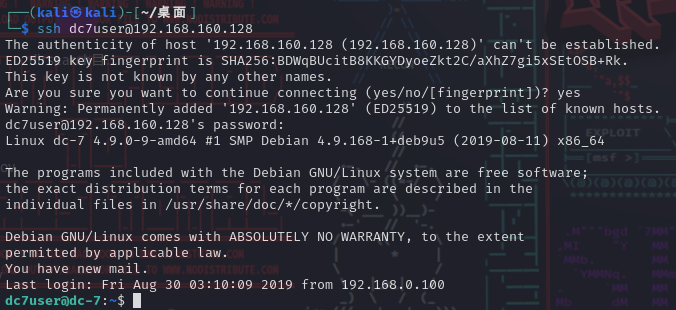 ┌──(kali㉿kali)-[~/桌面]
└─$ ssh dc7user@192.168.160.128
The authenticity of host '192.168.160.128 (192.168.160.128)' can't be established.
ED25519 key fingerprint is SHA256:BDWqBUcitB8KKGYDyoeZkt2C/aXhZ7gi5xSEtOSB+Rk.
This key is not known by any other names.
Are you sure you want to continue connecting (yes/no/[fingerprint])? yes
Warning: Permanently added '192.168.160.128' (ED25519) to the list of known hosts.
dc7user@192.168.160.128's password:
Linux dc-7 4.9.0-9-amd64 #1 SMP Debian 4.9.168-1+deb9u5 (2019-08-11) x86_64
The programs included with the Debian GNU/Linux system are free software;
the exact distribution terms for each program are described in the
individual files in /usr/share/doc/*/copyright.
Debian GNU/Linux comes with ABSOLUTELY NO WARRANTY, to the extent
permitted by applicable law.
You have new mail.
Last login: Fri Aug 30 03:10:09 2019 from 192.168.0.100
dc7user@dc-7:~$